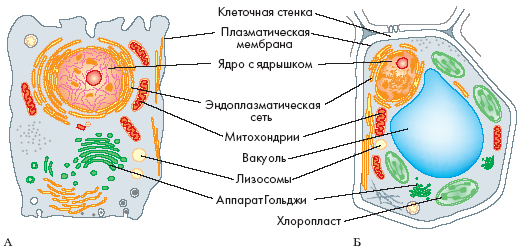 Клеточная стенка
Плазматическая
мембрана
Ядро с ядрышком
Эндоплазматическая
сеть
Митохондрии
Вакуоль
Лизосомы
Аппарат Гольджи
Хлоропласт
А
Б